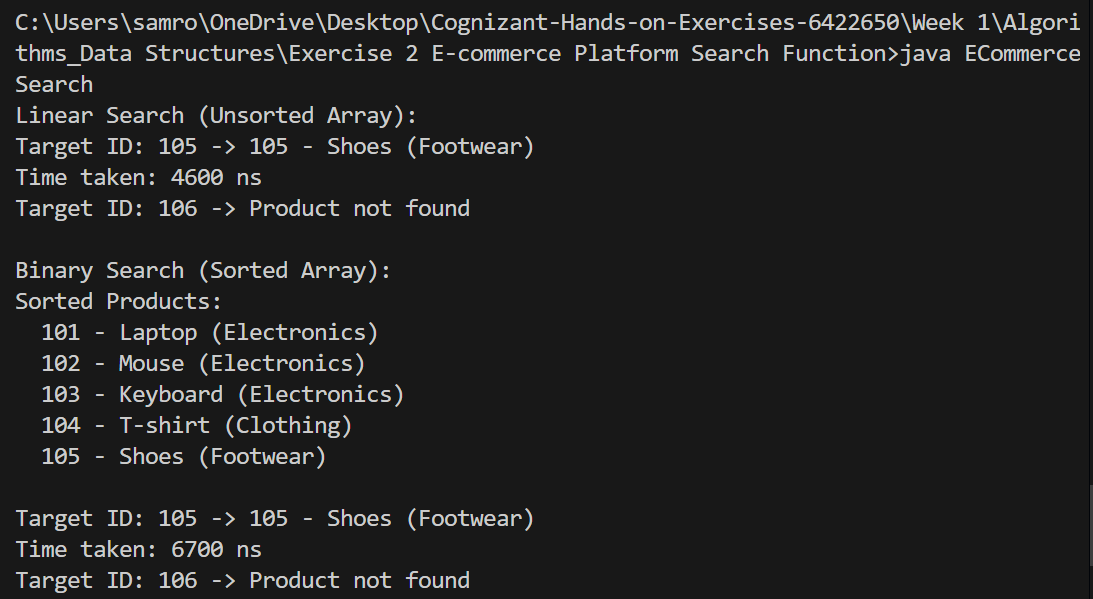 C:\Users\samro\OneDrive\Desktop\Cognizant-Hands-on-Exercises-6422650\Week 1\Algori
thms_Data Structures\Exercise 2 E-commerce Platform Search Function>java ECommerce
Search
Linear Search (Unsorted Array):
Target ID: 105 -> 105 - Shoes (Footwear)
Time taken: 4600 ns
Target ID: 106 -> Product not found

Binary Search (Sorted Array):
Sorted Products:
  101 - Laptop (Electronics)
  102 - Mouse (Electronics)
  103 - Keyboard (Electronics)
  104 - T-shirt (Clothing)
  105 - Shoes (Footwear)

Target ID: 105 -> 105 - Shoes (Footwear)
Time taken: 6700 ns
Target ID: 106 -> Product not found